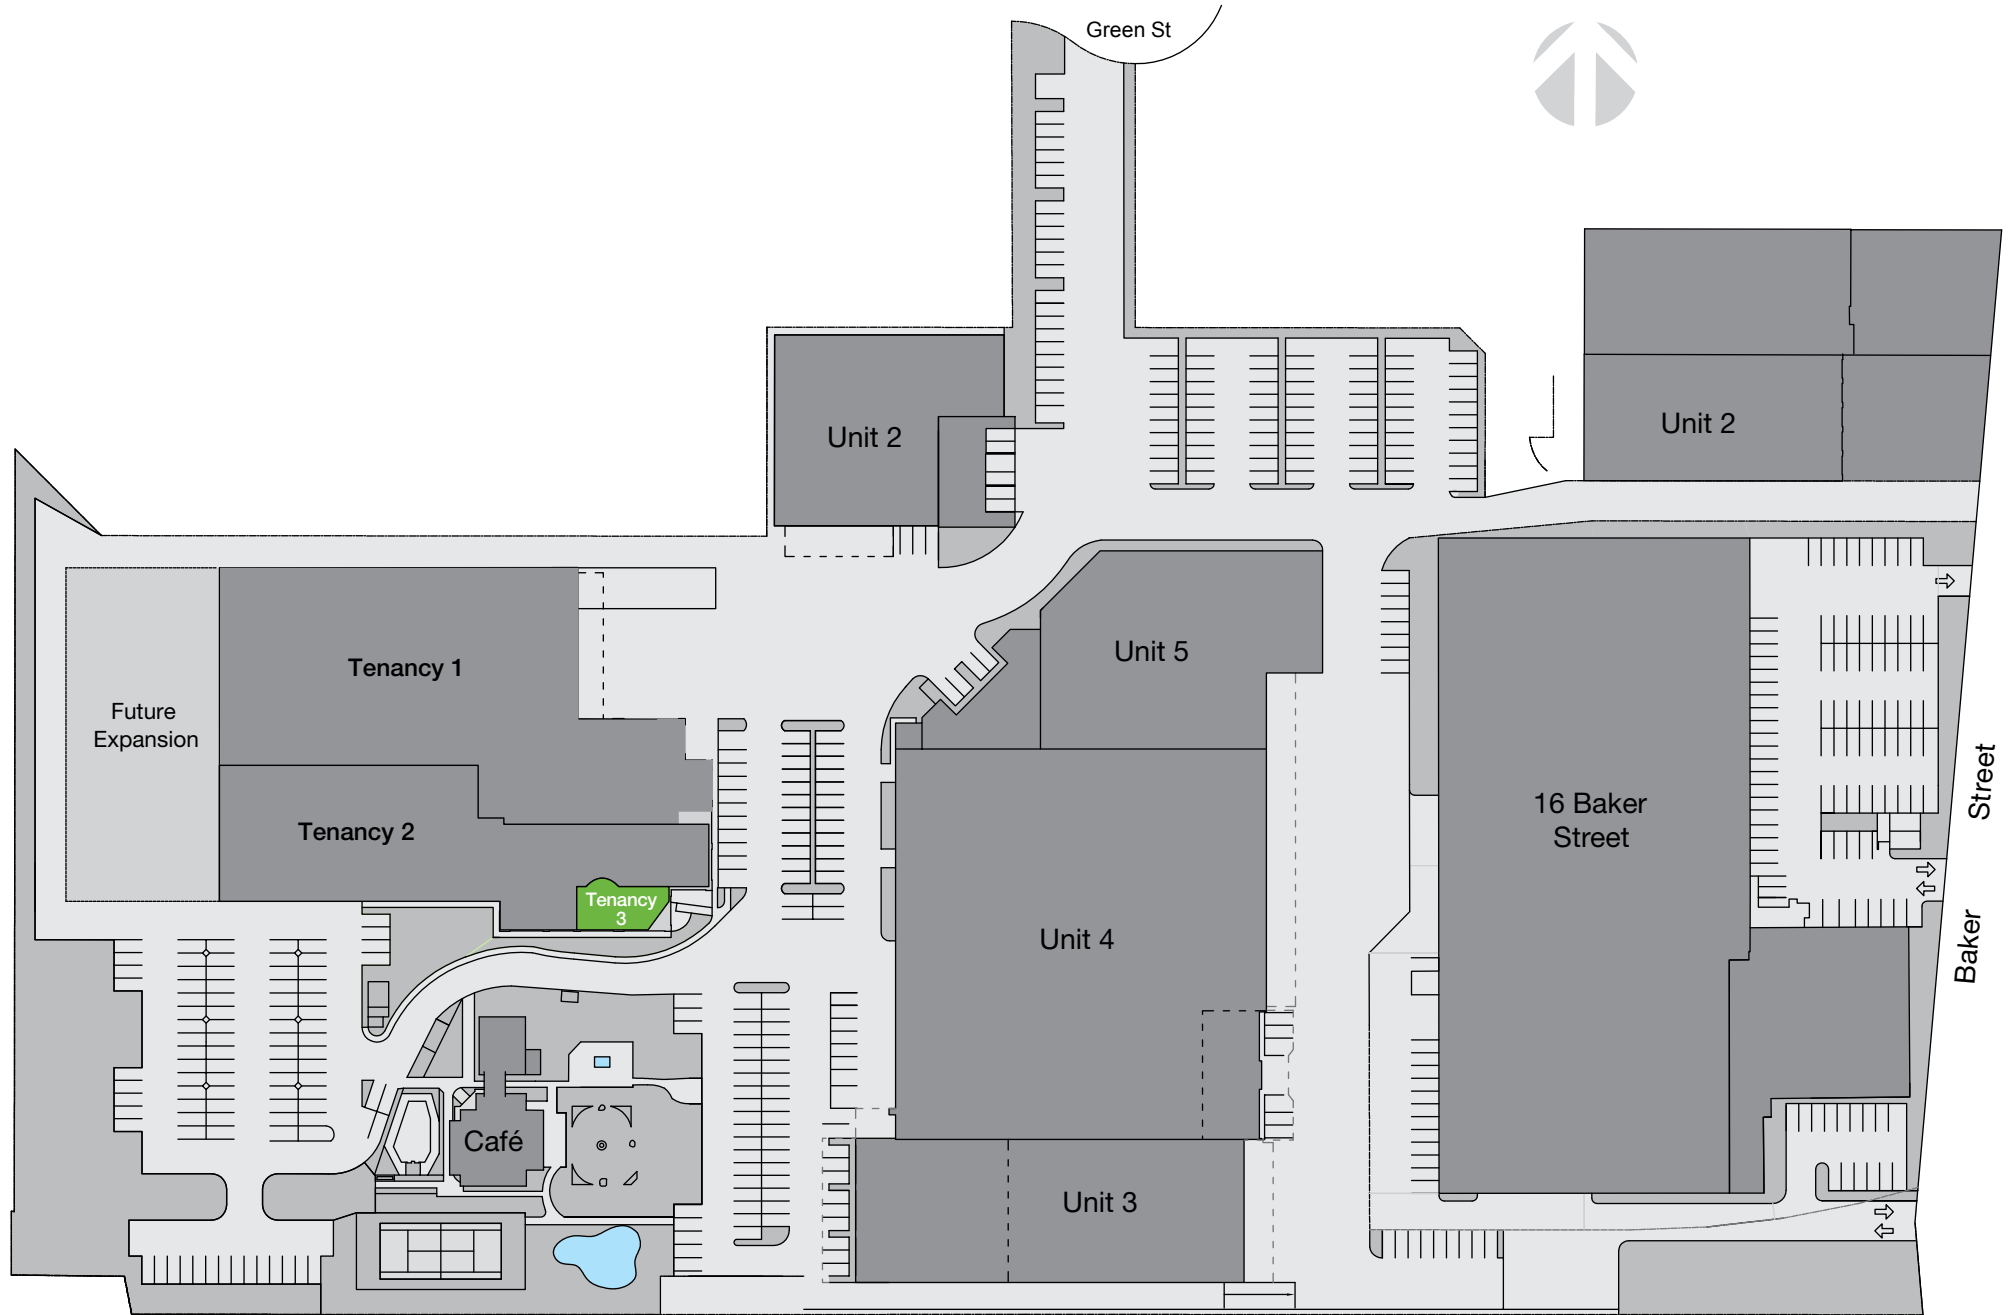 Green St
Unit 2
Unit 2
Unit 5
Tenancy 1
Future
Expansion
Tenancy 2
16 Baker
Street
Tenancy
3
Unit 4
Baker Street
Café
Unit 3